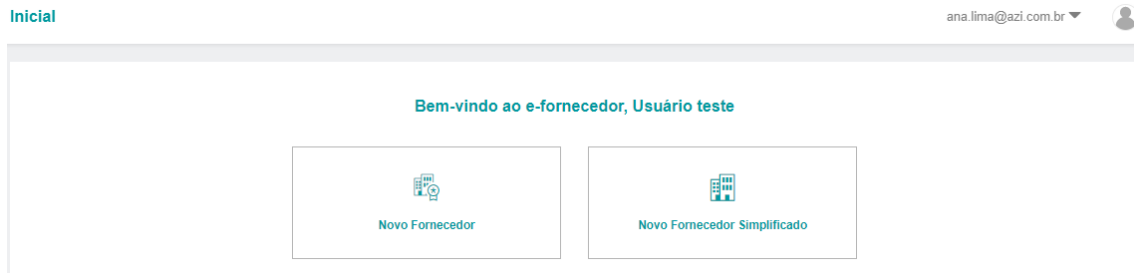 Inicial
ana.lima@azi.com.br
Bem-vindo ao e-fornecedor, Usuário teste
Novo Fornecedor
Novo Fornecedor Simplificado